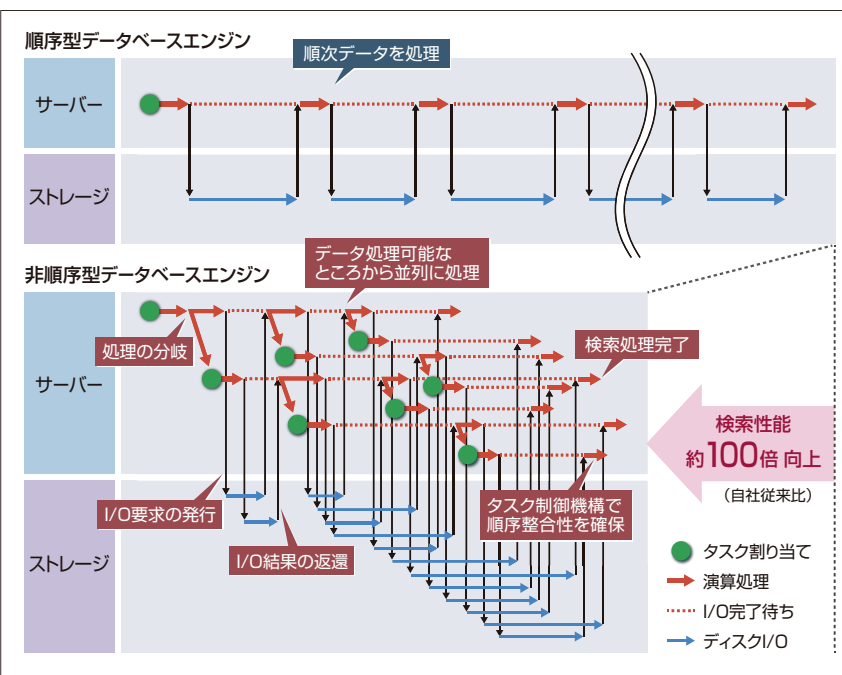 順序型データベースエンジン
順次データを処理
サーバー
ストレージ
非順序型データベースエンジン
データ処理可能な
ところから並列に処理
処理の分岐
検索処理完了
サーバー
検索性能
約100倍 向上
（自社従来比）
I/O要求の発行
タスク制御機構で
順序整合性を確保
I/O結果の返還
ストレージ
タスク割り当て
演算処理
I/O完了待ち
ディスクI/O